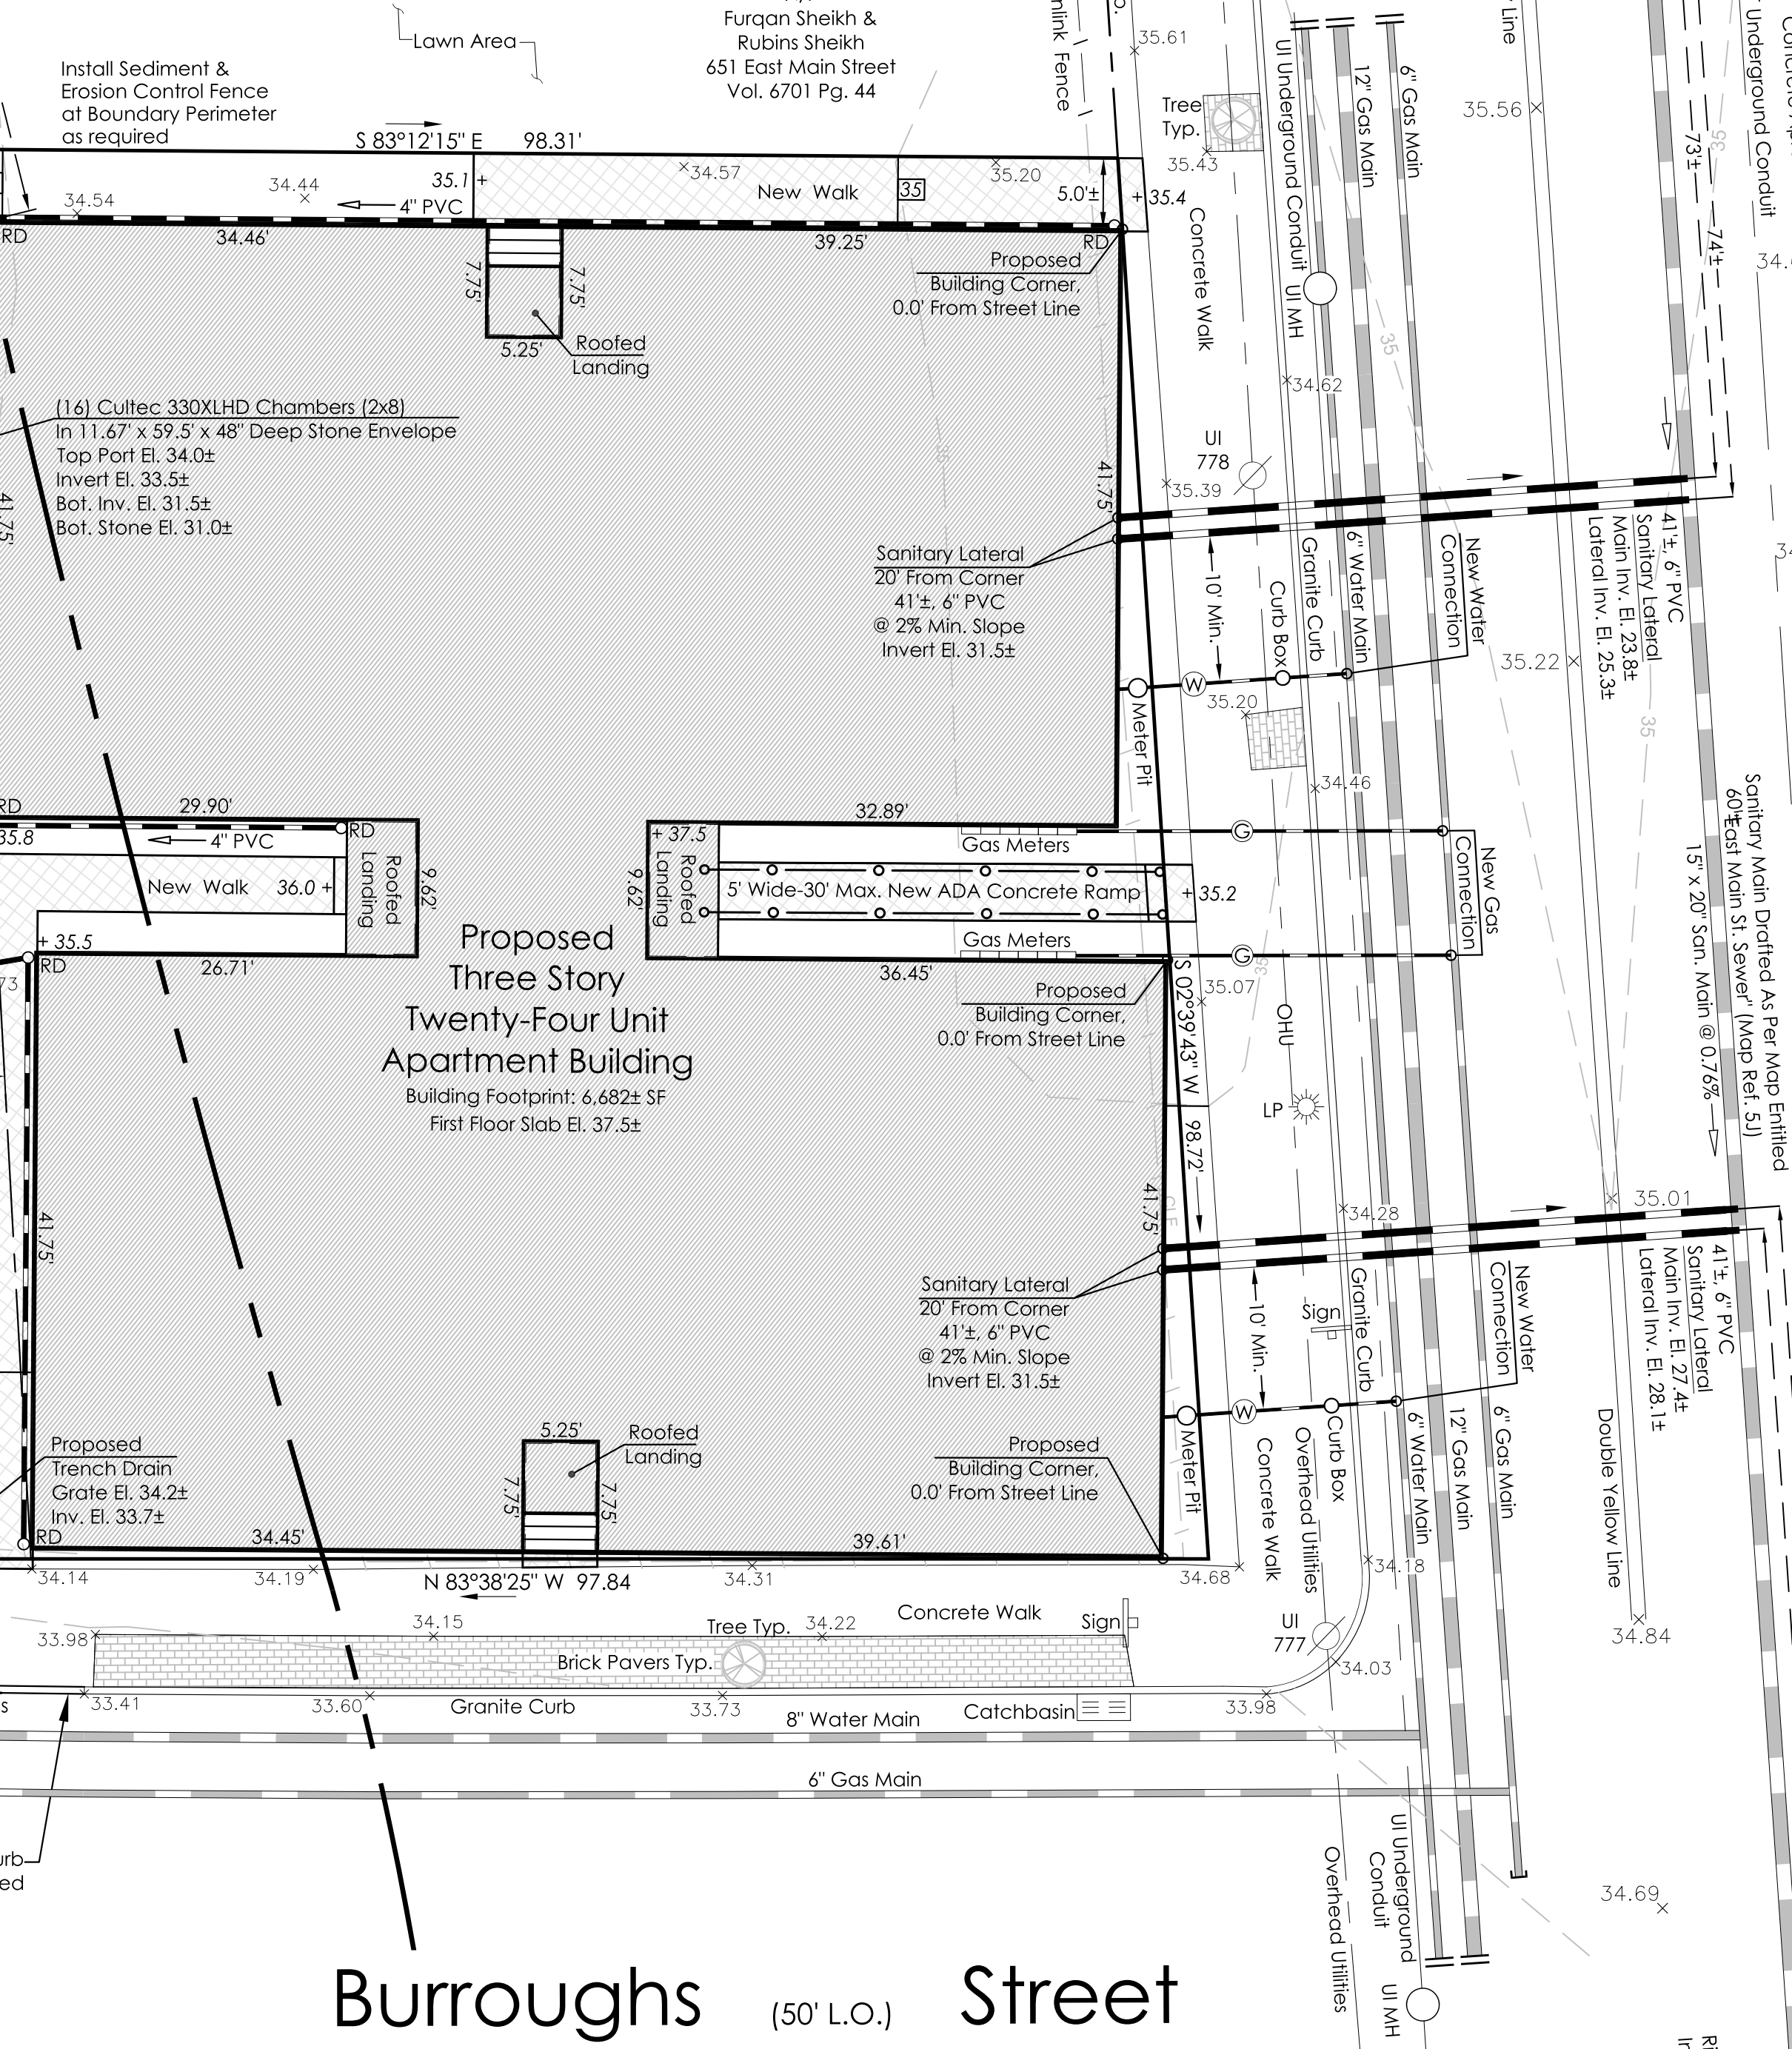 Lawn Area
Furqan Sheikh &
Rubins Sheikh
651 East Main Street
Vol. 6701 Pg. 44
Install Sediment &
Erosion Control Fence
at Boundary Perimeter
as required
S 83°12'15" E 98.31'
34.54
34.44
35.1 +
34.57
New Walk
35
35.20
5.0'±
+ 35.4
4" PVC
RD
34.46'
39.25'
RD
7.75'
7.75'
5.25'
Roofed
Landing
Proposed
Building Corner,
0.0' From Street Line
(16) Cultec 330XLHD Chambers (2x8)
In 11.67' x 59.5' x 48" Deep Stone Envelope
Top Port El. 34.0±
Invert El. 33.5±
Bot. Inv. El. 31.5±
Bot. Stone El. 31.0±
41.75'
41.75'
35
Sanitary Lateral
20' From Corner
41'±, 6" PVC
@ 2% Min. Slope
Invert El. 31.5±
nlink Fence
35.61
Tree
Typ.
35.43
Concrete Walk
UI Underground Conduit
UI MH
12" Gas Main
6" Gas Main
Line
35.56
73'±
74'±
35
Underground Conduit
34.62
35
UI
778
35.39
10' Min.
Curb Box
Granite Curb
6" Water Main
New Water
Connection
41'±, 6" PVC
Sanitary Lateral
Main Inv. El. 23.8±
Lateral Inv. El. 25.3±
35.22
35
W
35.20
Meter Pit
34.46
RD
29.90'
35.8
4" PVC
RD
New Walk
36.0 +
Roofed
Landing
9.62'
+ 35.5
RD
26.71'
73
32.89'
+ 37.5
Roofed
Landing
9.62'
Gas Meters
5' Wide-30' Max. New ADA Concrete Ramp
+ 35.2
Gas Meters
36.45'
G
G
New Gas
Connection
Proposed
Three Story
Twenty-Four Unit
Apartment Building
Building Footprint: 6,682± SF
First Floor Slab El. 37.5±
Proposed
Building Corner,
0.0' From Street Line
S 02°39'43" W
98.72'
35.07
35
OHU
LP
Sanitary Main Drafted As Per Map Entitled
East Main St. Sewer" (Map Ref. 5J)
60'±
15" x 20" San. Main @ 0.76%
35.01
41.75'
41.75'
CLF
34.28
Sanitary Lateral
20' From Corner
41'±, 6" PVC
@ 2% Min. Slope
Invert El. 31.5±
10' Min.
Sign
Granite Curb
New Water
Connection
41'±, 6" PVC
Sanitary Lateral
Main Inv. El. 27.4±
Lateral Inv. El. 28.1±
W
Meter Pit
Concrete Walk
Overhead Utilities
Curb Box
6" Water Main
12" Gas Main
6" Gas Main
Double Yellow Line
Proposed
Trench Drain
Grate El. 34.2±
Inv. El. 33.7±
RD
34.45'
5.25'
7.75'
7.75'
Roofed
Landing
Proposed
Building Corner,
0.0' From Street Line
39.61'
34.14
34.19
N 83°38'25" W 97.84
34.31
34.68
34.18
33.98
34.15
Tree Typ.
34.22
Concrete Walk
Sign
UI
777
34.84
Brick Pavers Typ.
34.03
33.41
33.60
Granite Curb
33.73
Catchbasin
33.98
8" Water Main
6" Gas Main
urb
ed
34.69
UI Underground
Conduit
Overhead Utilities
UI MH
Burroughs (50' L.O.) Street